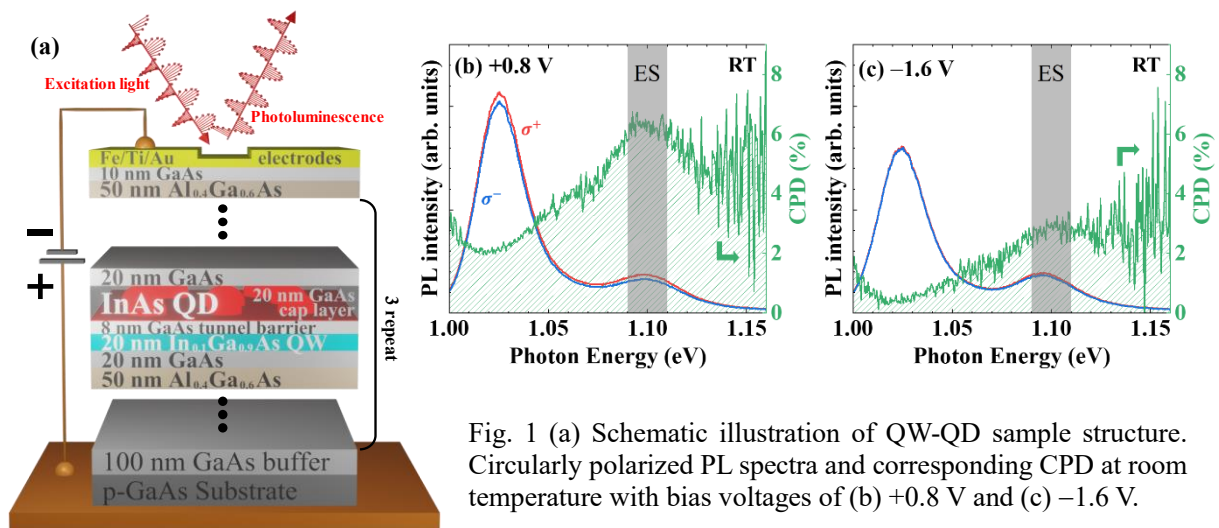 (a)
Excitation light
Photoluminescence
Fe/Ti/Au electrodes
10 nm GaAs
50 nm Al0.4Ga0.6As
−
+
20 nm GaAs
InAs QD
20 nm GaAs
cap layer
8 nm GaAs tunnel barrier
20 nm In0.1Ga0.9As QW
20 nm GaAs
50 nm Al0.4Ga0.6As
3 repeat
100 nm GaAs buffer
p-GaAs Substrate
(b) +0.8 V
ES
RT
σ+
σ−
PL intensity (arb. units)
1.00 1.05 1.10 1.15
Photon Energy (eV)
8
6
4
2
0
CPD (%)
(c) −1.6 V
ES
RT
PL intensity (arb. units)
1.00 1.05 1.10 1.15
Photon Energy (eV)
8
6
4
2
0
CPD (%)
Fig. 1 (a) Schematic illustration of QW-QD sample structure.
Circularly polarized PL spectra and corresponding CPD at room
temperature with bias voltages of (b) +0.8 V and (c) −1.6 V.